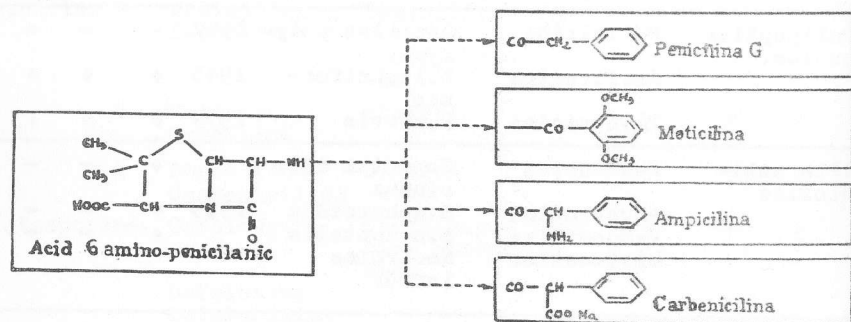 CO CH₂ Penicilina G
OCH₃
CO Meticilina
OCH₃
CO CH Ampicilina
NH₂
CO CH Carbenicilina
COO Na
S
CH₃ C CH CH NH
CH₃
HOOC CH N C
O
Acid 6 amino-penicilanic